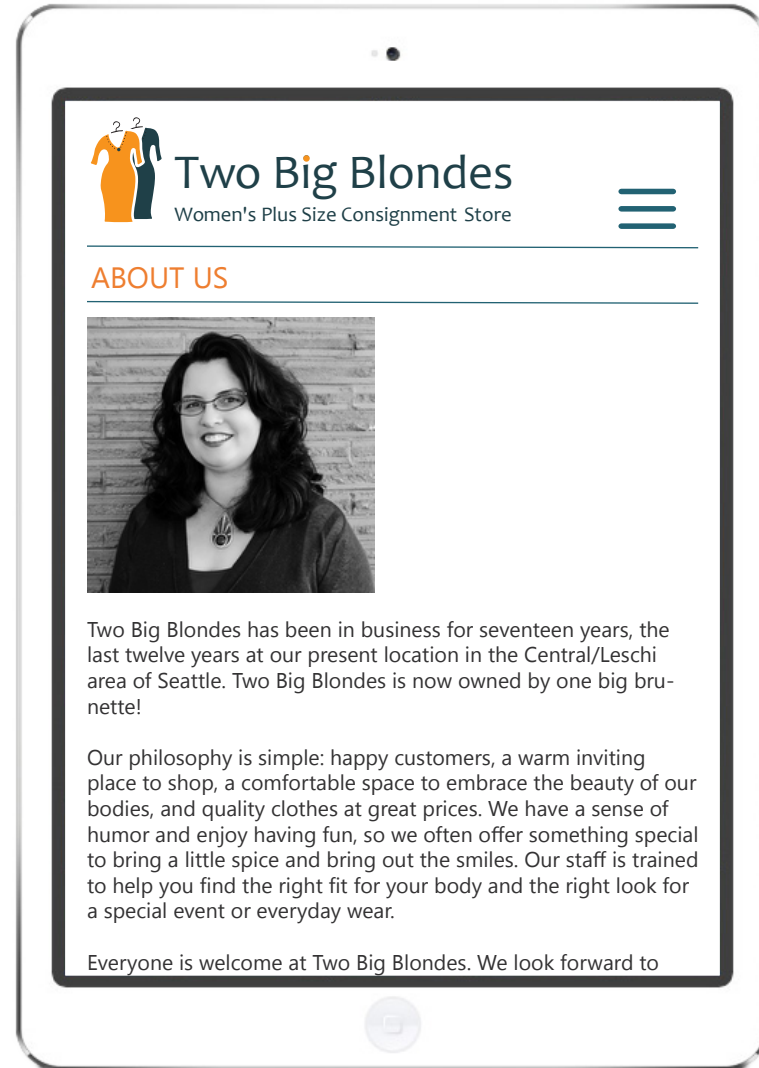 Two Big Blondes
Women's Plus Size Consignment Store
ABOUT US
Two Big Blondes has been in business for seventeen years, the
last twelve years at our present location in the Central/Leschi
area of Seattle. Two Big Blondes is now owned by one big bru-
nette!
Our philosophy is simple: happy customers, a warm inviting
place to shop, a comfortable space to embrace the beauty of our
bodies, and quality clothes at great prices. We have a sense of
humor and enjoy having fun, so we often offer something special
to bring a little spice and bring out the smiles. Our staff is trained
to help you find the right fit for your body and the right look for
a special event or everyday wear.
Everyone is welcome at Two Big Blondes. We look forward to